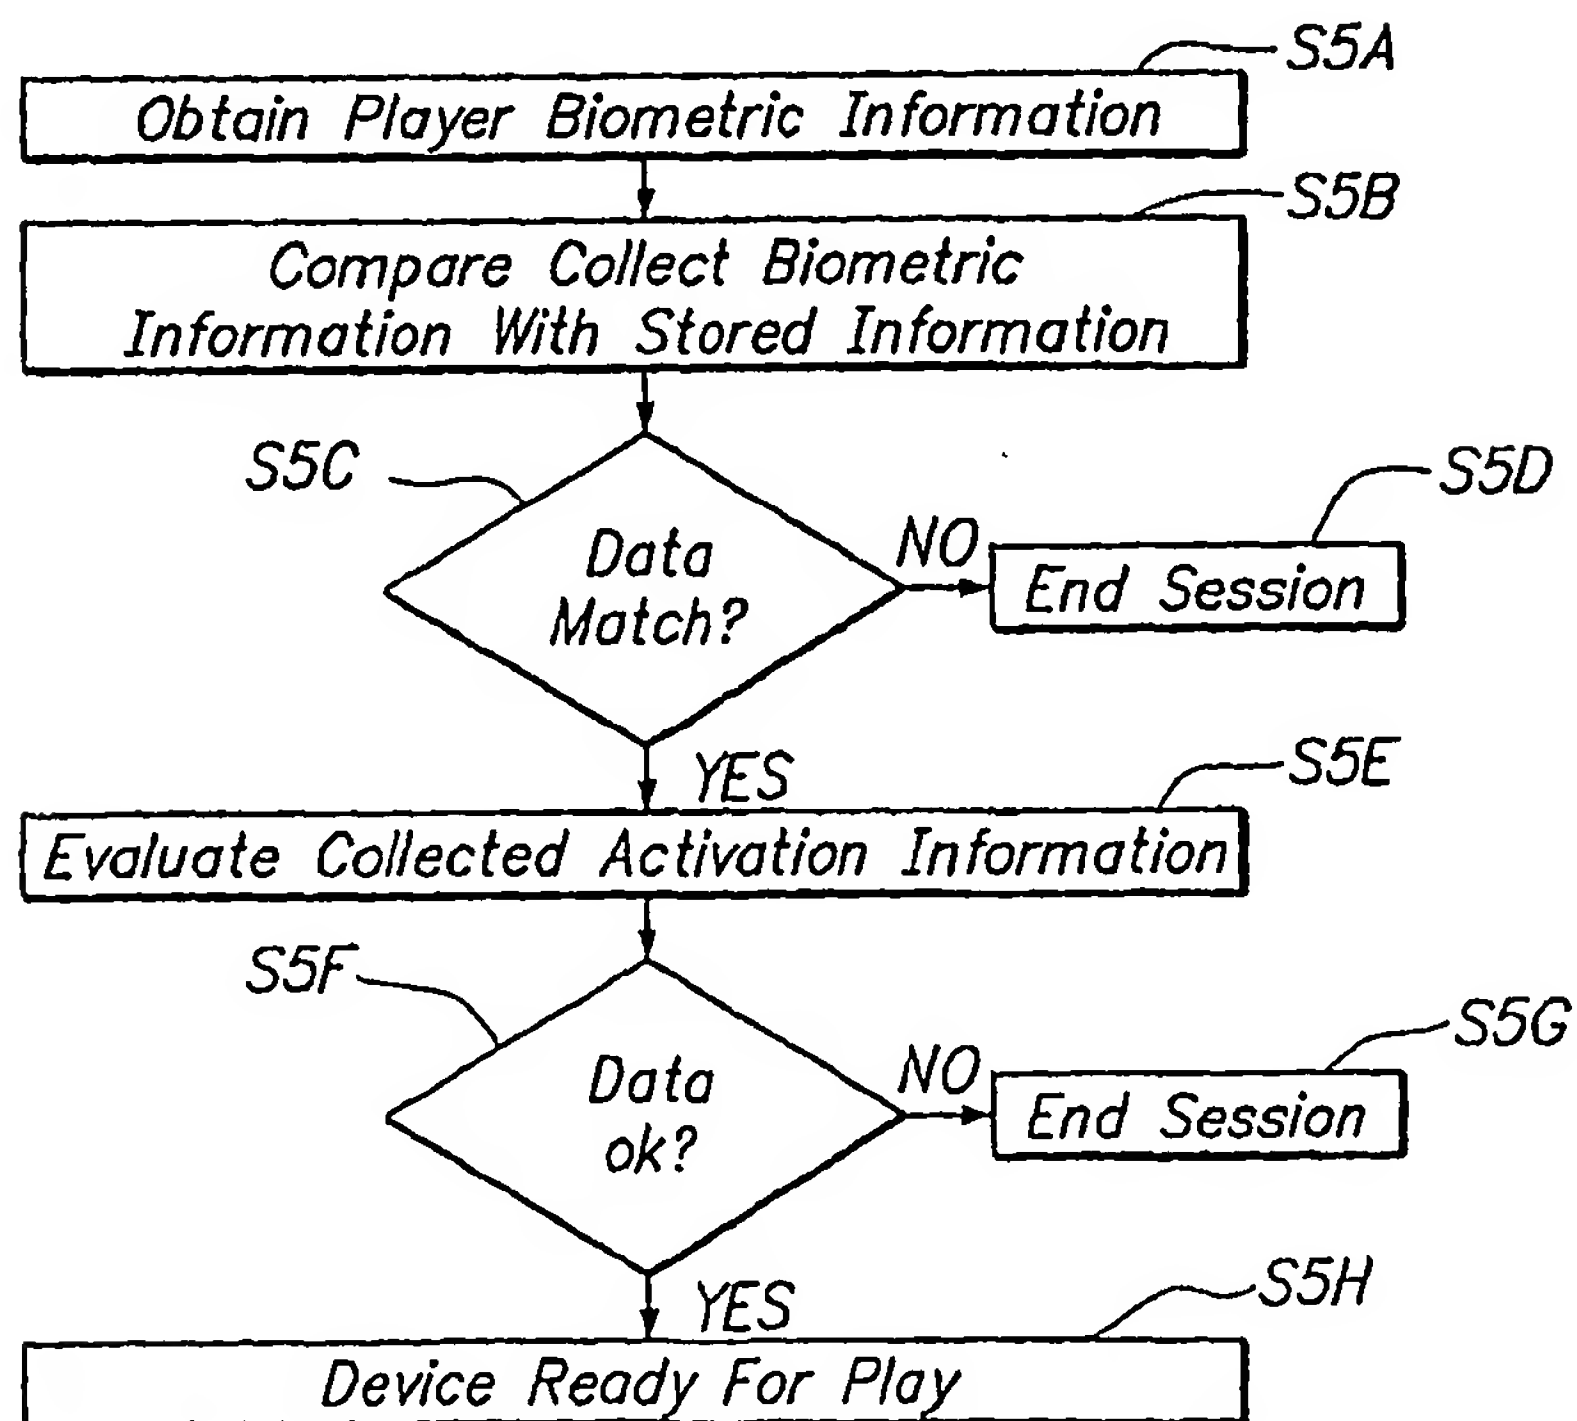 S5A
Obtain Player Biometric Information
S5B
Compare Collect Biometric
Information With Stored Information
S5C
Data
Match?
NO
S5D
End Session
YES
S5E
Evaluate Collected Activation Information
S5F
Data
ok?
NO
S5G
End Session
YES
S5H
Device Ready For Play